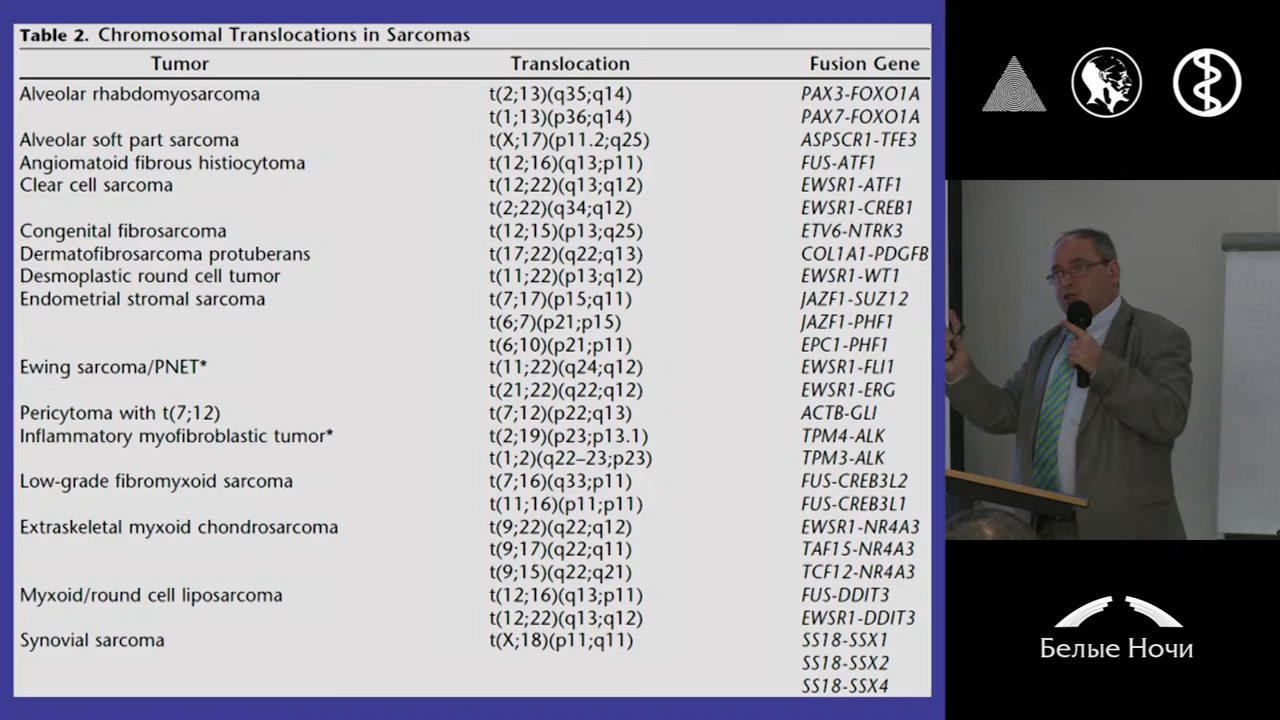 Table 2. Chromosomal Translocations in Sarcomas
Tumor Translocation Fusion Gene
Alveolar rhabdomyosarcoma t(2;13)(q35;q14) PAX3-FOXO1A
t(1;13)(p36;q14) PAX7-FOXO1A
Alveolar soft part sarcoma t(X;17)(p11.2;q25) ASPSCR1-TFE3
Angiomatoid fibrous histiocytoma t(12;16)(q13;p11) FUS-ATF1
Clear cell sarcoma t(12;22)(q13;q12) EWSR1-ATF1
t(2;22)(q34;q12) EWSR1-CREB1
Congenital fibrosarcoma t(12;15)(p13;q25) ETV6-NTRK3
Dermatofibrosarcoma protuberans t(17;22)(q22;q13) COL1A1-PDGFB
Desmoplastic round cell tumor t(11;22)(p13;q12) EWSR1-WT1
Endometrial stromal sarcoma t(7;17)(p15;q11) JAZF1-SUZ12
t(6;7)(p21;p15) JAZF1-PHF1
t(6;10)(p21;p11) EPC1-PHF1
Ewing sarcoma/PNET* t(11;22)(q24;q12) EWSR1-FLI1
t(21;22)(q22;q12) EWSR1-ERG
Pericytoma with t(7;12) t(7;12)(p22;q13) ACTB-GLI
Inflammatory myofibroblastic tumor* t(2;19)(p23;p13.1) TPM4-ALK
t(1;2)(q22–23;p23) TPM3-ALK
Low-grade fibromyxoid sarcoma t(7;16)(q33;p11) FUS-CREB3L2
t(11;16)(p11;p11) FUS-CREB3L1
Extraskeletal myxoid chondrosarcoma t(9;22)(q22;q12) EWSR1-NR4A3
t(9;17)(q22;q11) TAF15-NR4A3
t(9;15)(q22;q21) TCF12-NR4A3
Myxoid/round cell liposarcoma t(12;16)(q13;p11) FUS-DDIT3
t(12;22)(q13;q12) EWSR1-DDIT3
Synovial sarcoma t(X;18)(p11;q11) SS18-SSX1
SS18-SSX2
SS18-SSX4
Белые Ночи